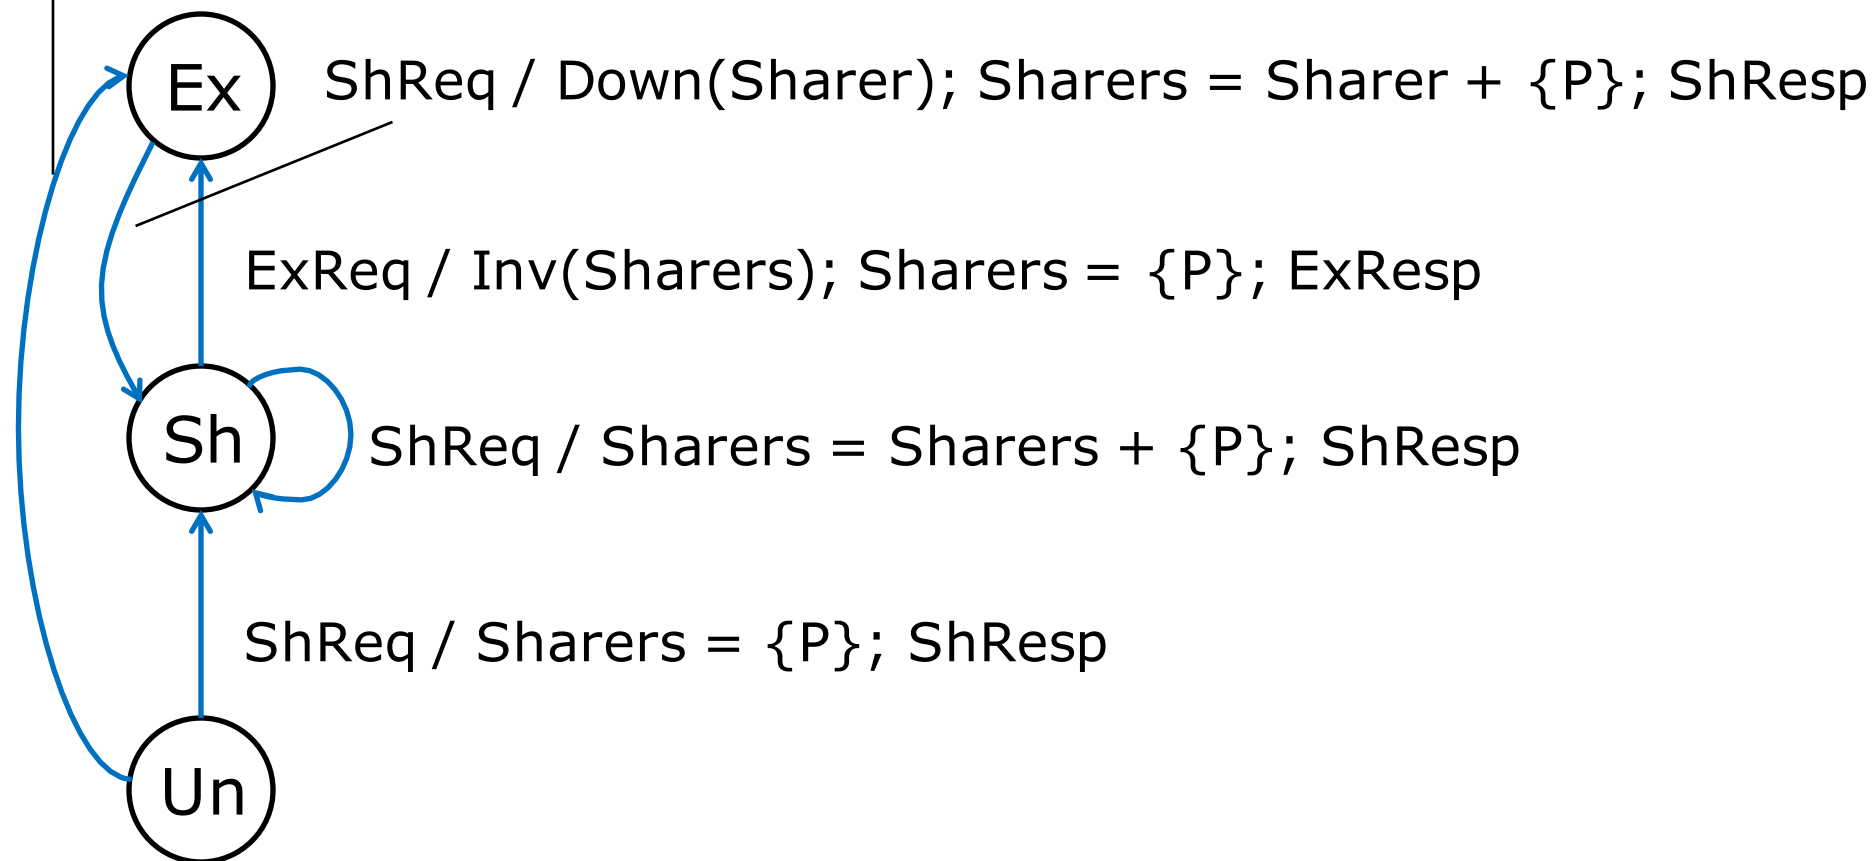 Ex
ShReq / Down(Sharer); Sharers = Sharer + {P}; ShResp
ExReq / Inv(Sharers); Sharers = {P}; ExResp
Sh
ShReq / Sharers = Sharers + {P}; ShResp
ShReq / Sharers = {P}; ShResp
Un